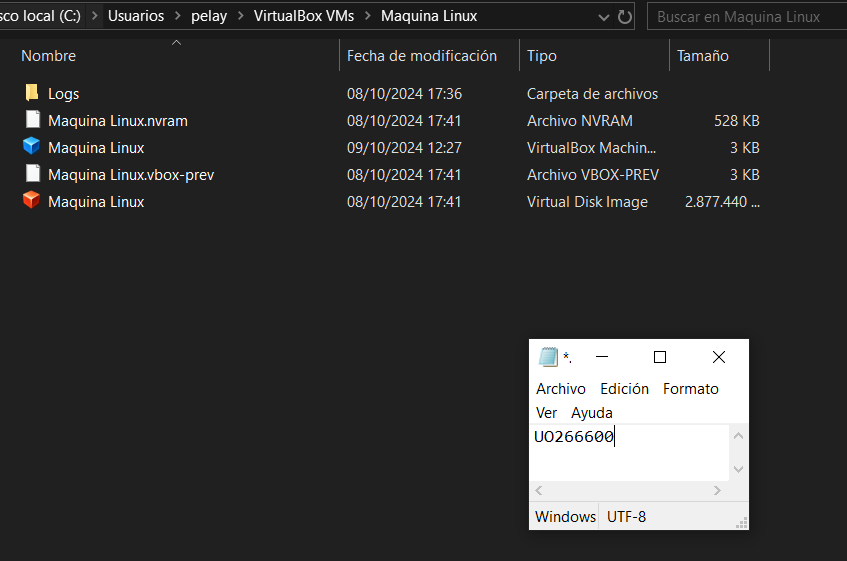 sco local (C:) > Usuarios > pelay > VirtualBox VMs > Maquina Linux
Buscar en Maquina Linux
Nombre Fecha de modificación Tipo Tamaño
Logs 08/10/2024 17:36 Carpeta de archivos
Maquina Linux.nvram 08/10/2024 17:41 Archivo NVRAM 528 KB
Maquina Linux 09/10/2024 12:27 VirtualBox Machin... 3 KB
Maquina Linux.vbox-prev 08/10/2024 17:41 Archivo VBOX-PREV 3 KB
Maquina Linux 08/10/2024 17:41 Virtual Disk Image 2.877.440 ...
*.
Archivo Edición Formato
Ver Ayuda
UO266600
Windows UTF-8